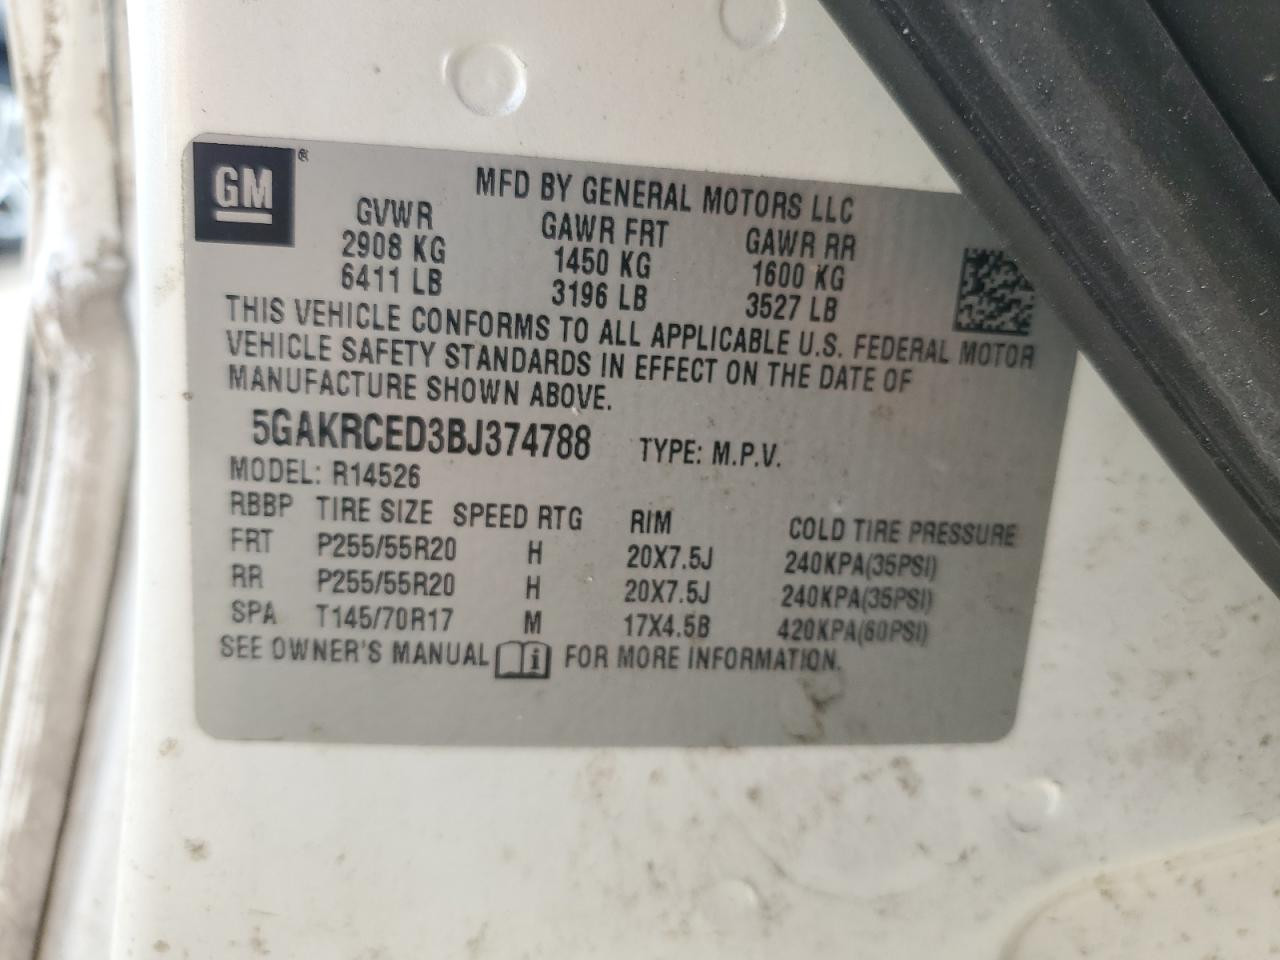 GM ®
MFD BY GENERAL MOTORS LLC
GVWR GAWR FRT GAWR RR
2908 KG 1450 KG 1600 KG
6411 LB 3196 LB 3527 LB
THIS VEHICLE CONFORMS TO ALL APPLICABLE U.S. FEDERAL MOTOR
VEHICLE SAFETY STANDARDS IN EFFECT ON THE DATE OF
MANUFACTURE SHOWN ABOVE.
5GAKRCED3BJ374788 TYPE: M.P.V.
MODEL: R14526
RBBP TIRE SIZE SPEED RTG RIM COLD TIRE PRESSURE
FRT P255/55R20 H 20X7.5J 240KPA(35PSI)
RR P255/55R20 H 20X7.5J 240KPA(35PSI)
SPA T145/70R17 M 17X4.5B 420KPA(60PSI)
SEE OWNER'S MANUAL i FOR MORE INFORMATION.